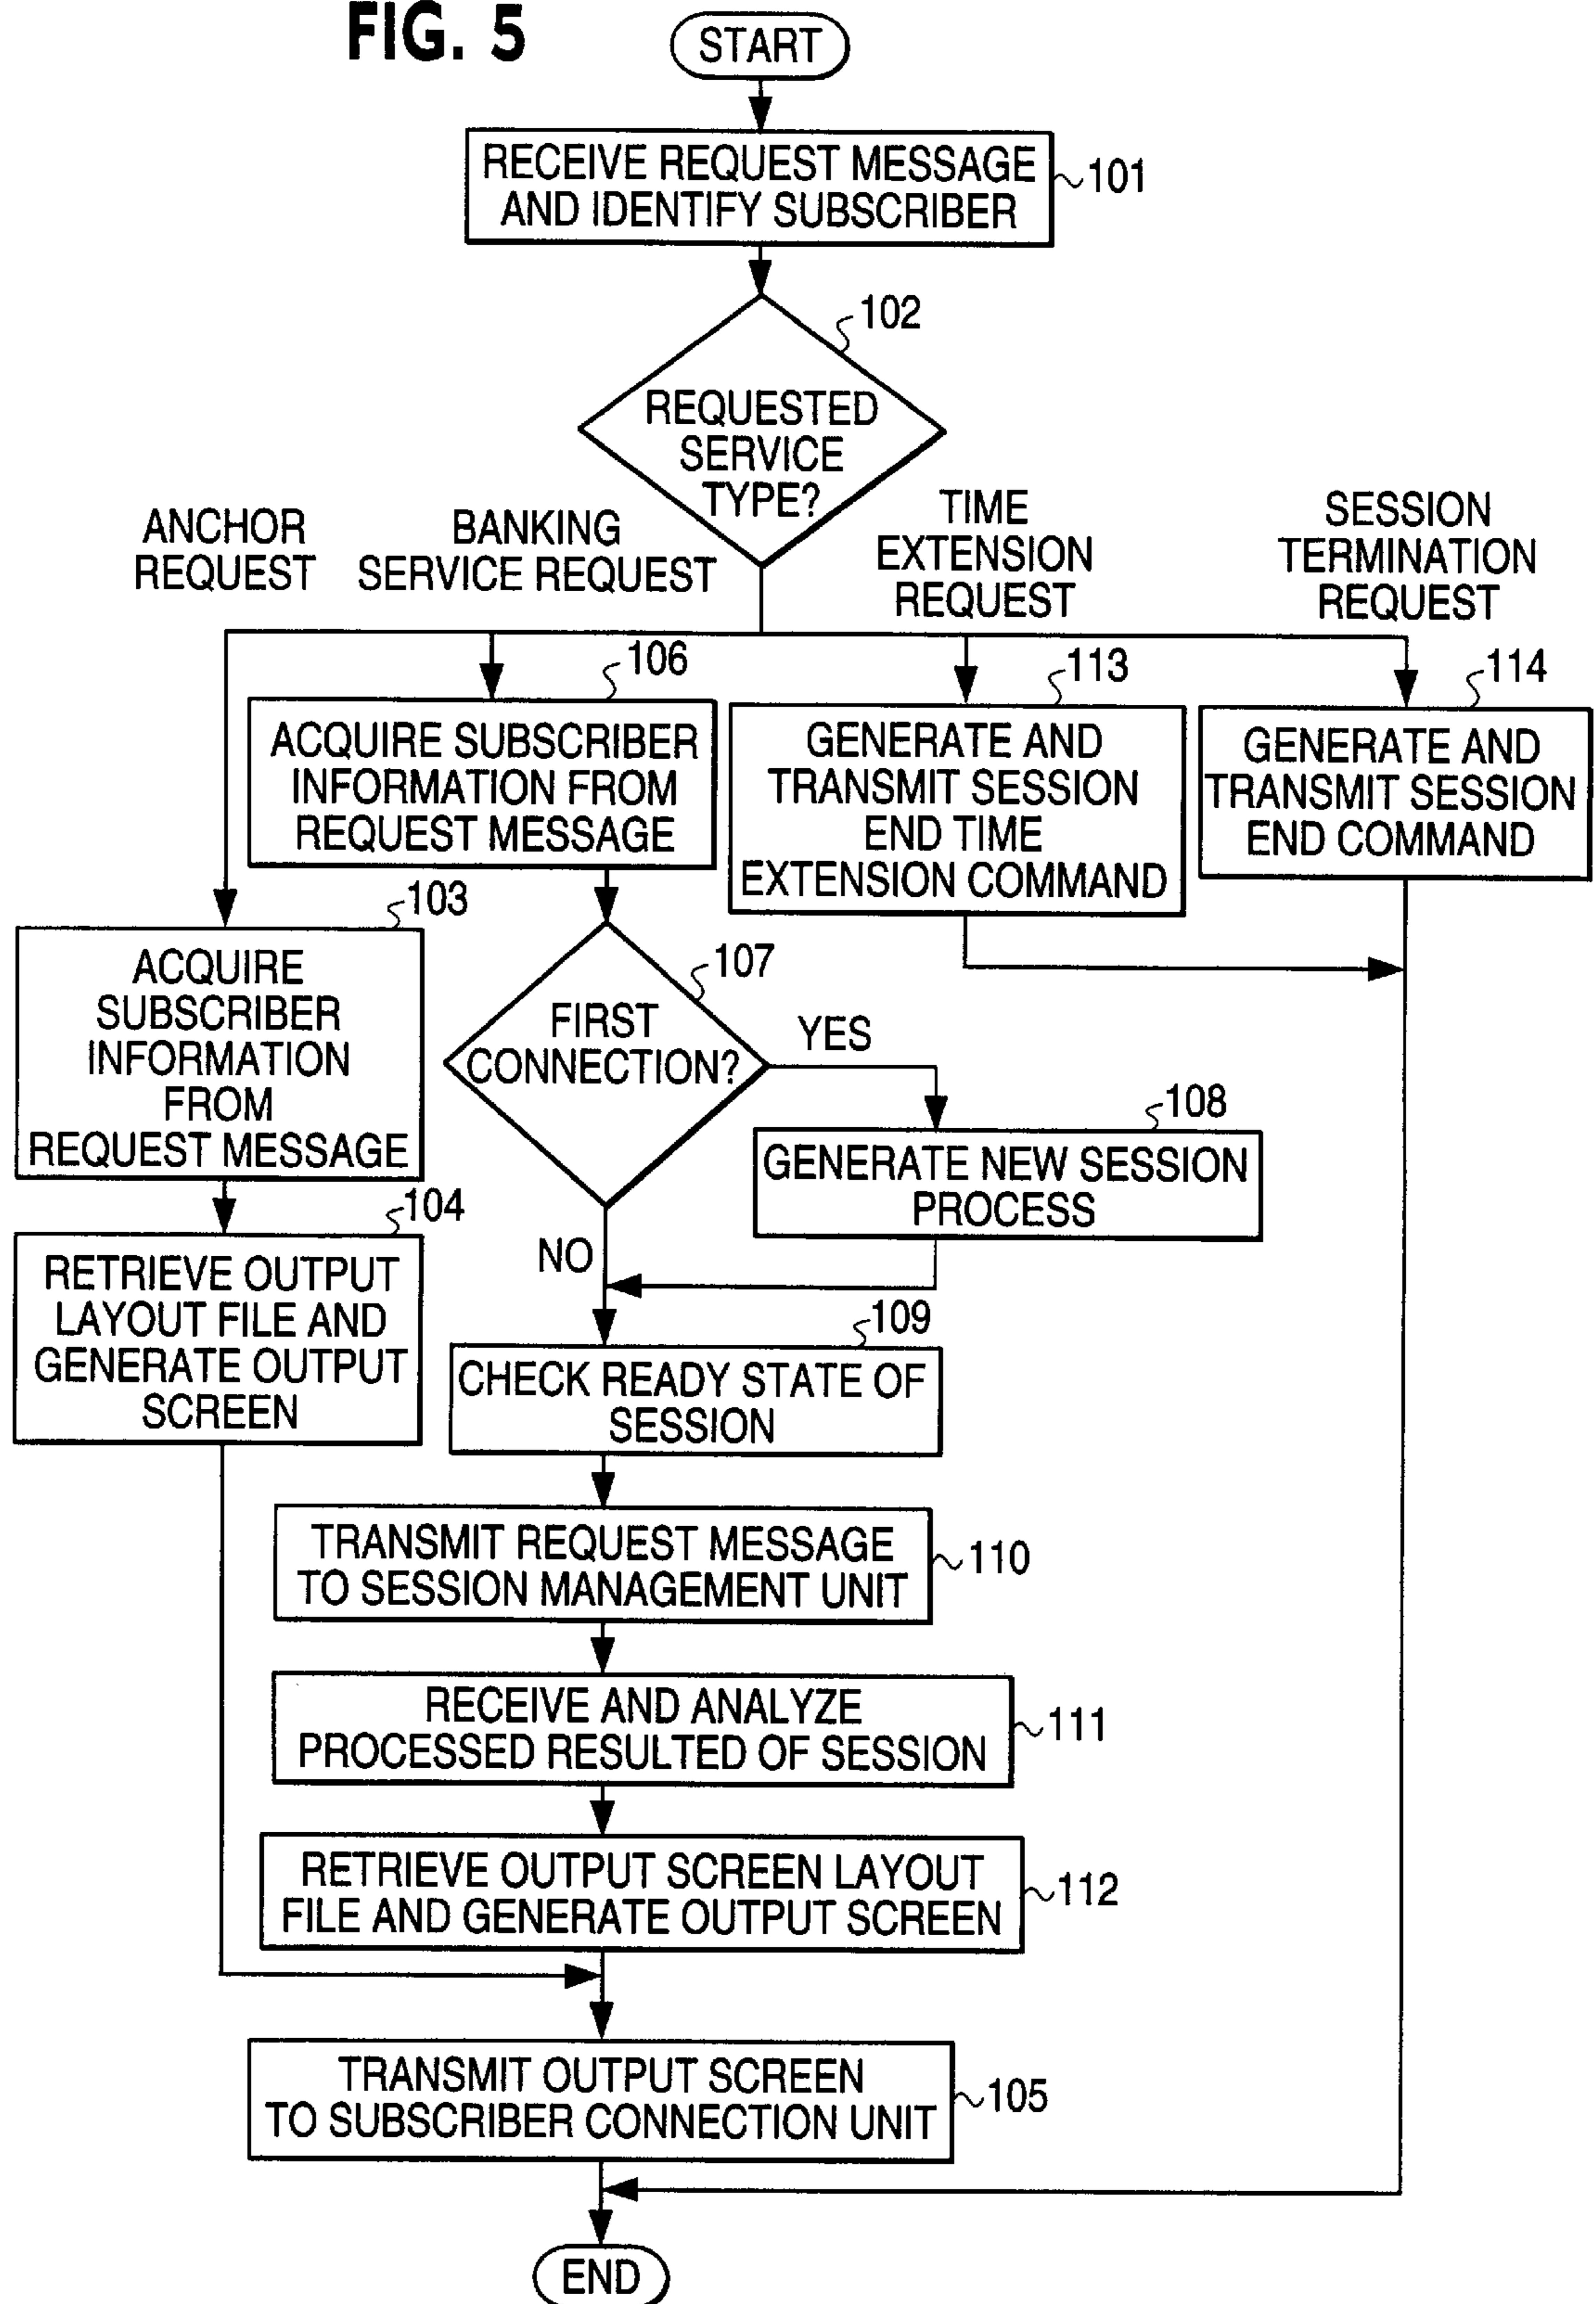 FIG. 5
START
RECEIVE REQUEST MESSAGE
AND IDENTIFY SUBSCRIBER
101
102
REQUESTED
SERVICE
TYPE?
ANCHOR
REQUEST
BANKING
SERVICE REQUEST
TIME
EXTENSION
REQUEST
SESSION
TERMINATION
REQUEST
106
ACQUIRE SUBSCRIBER
INFORMATION FROM
REQUEST MESSAGE
113
GENERATE AND
TRANSMIT SESSION
END TIME
EXTENSION COMMAND
114
GENERATE AND
TRANSMIT SESSION
END COMMAND
103
ACQUIRE
SUBSCRIBER
INFORMATION
FROM
REQUEST MESSAGE
107
FIRST
CONNECTION?
YES
108
GENERATE NEW SESSION
PROCESS
NO
104
RETRIEVE OUTPUT
LAYOUT FILE AND
GENERATE OUTPUT
SCREEN
109
CHECK READY STATE OF
SESSION
TRANSMIT REQUEST MESSAGE
TO SESSION MANAGEMENT UNIT
110
RECEIVE AND ANALYZE
PROCESSED RESULTED OF SESSION
111
RETRIEVE OUTPUT SCREEN LAYOUT
FILE AND GENERATE OUTPUT SCREEN
112
TRANSMIT OUTPUT SCREEN
TO SUBSCRIBER CONNECTION UNIT
105
END